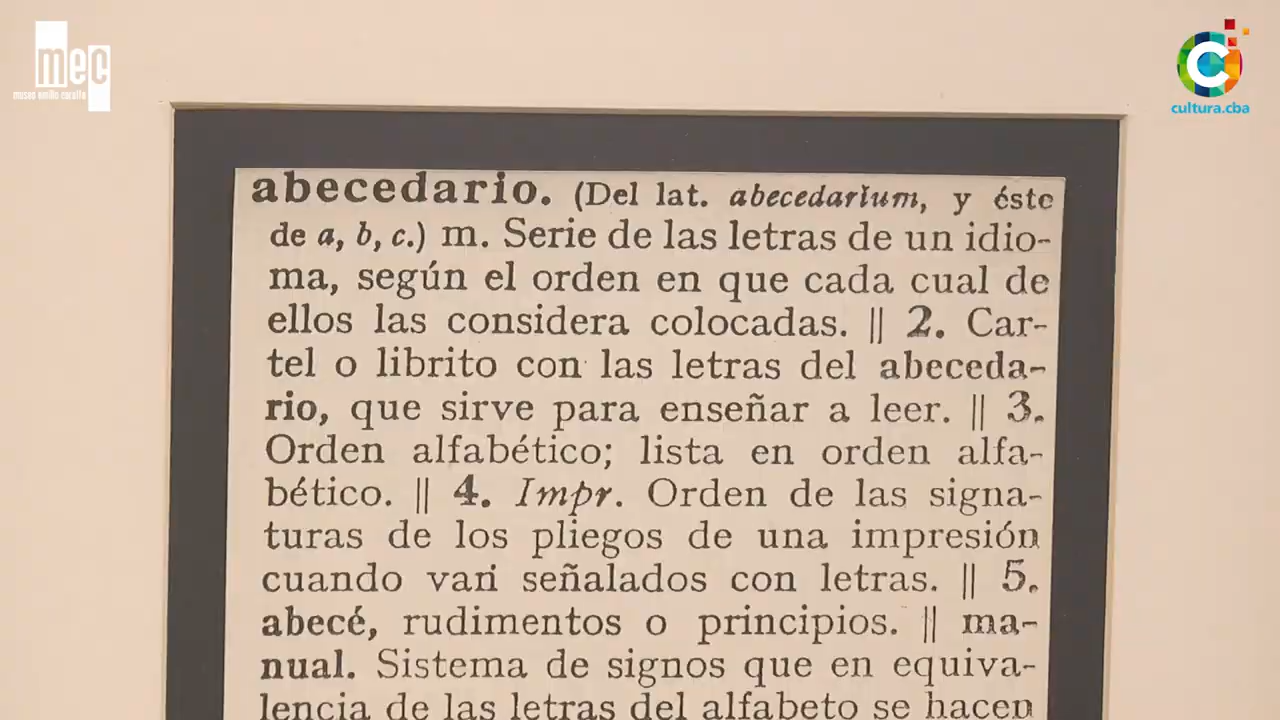 mec
museo emilio caraffa
C
cultura.cba
abecedario. (Del lat. abecedarium, y éste
de a, b, c.) m. Serie de las letras de un idio-
ma, según el orden en que cada cual de
ellos las considera colocadas. || 2. Car-
tel o librito con las letras del abeceda-
rio, que sirve para enseñar a leer. || 3.
Orden alfabético; lista en orden alfa-
bético. || 4. Impr. Orden de las signa-
turas de los pliegos de una impresión
cuando van señalados con letras. || 5.
abecé, rudimentos o principios. || ma-
nual. Sistema de signos que en equiva-
lencia de las letras del alfabeto se hacen